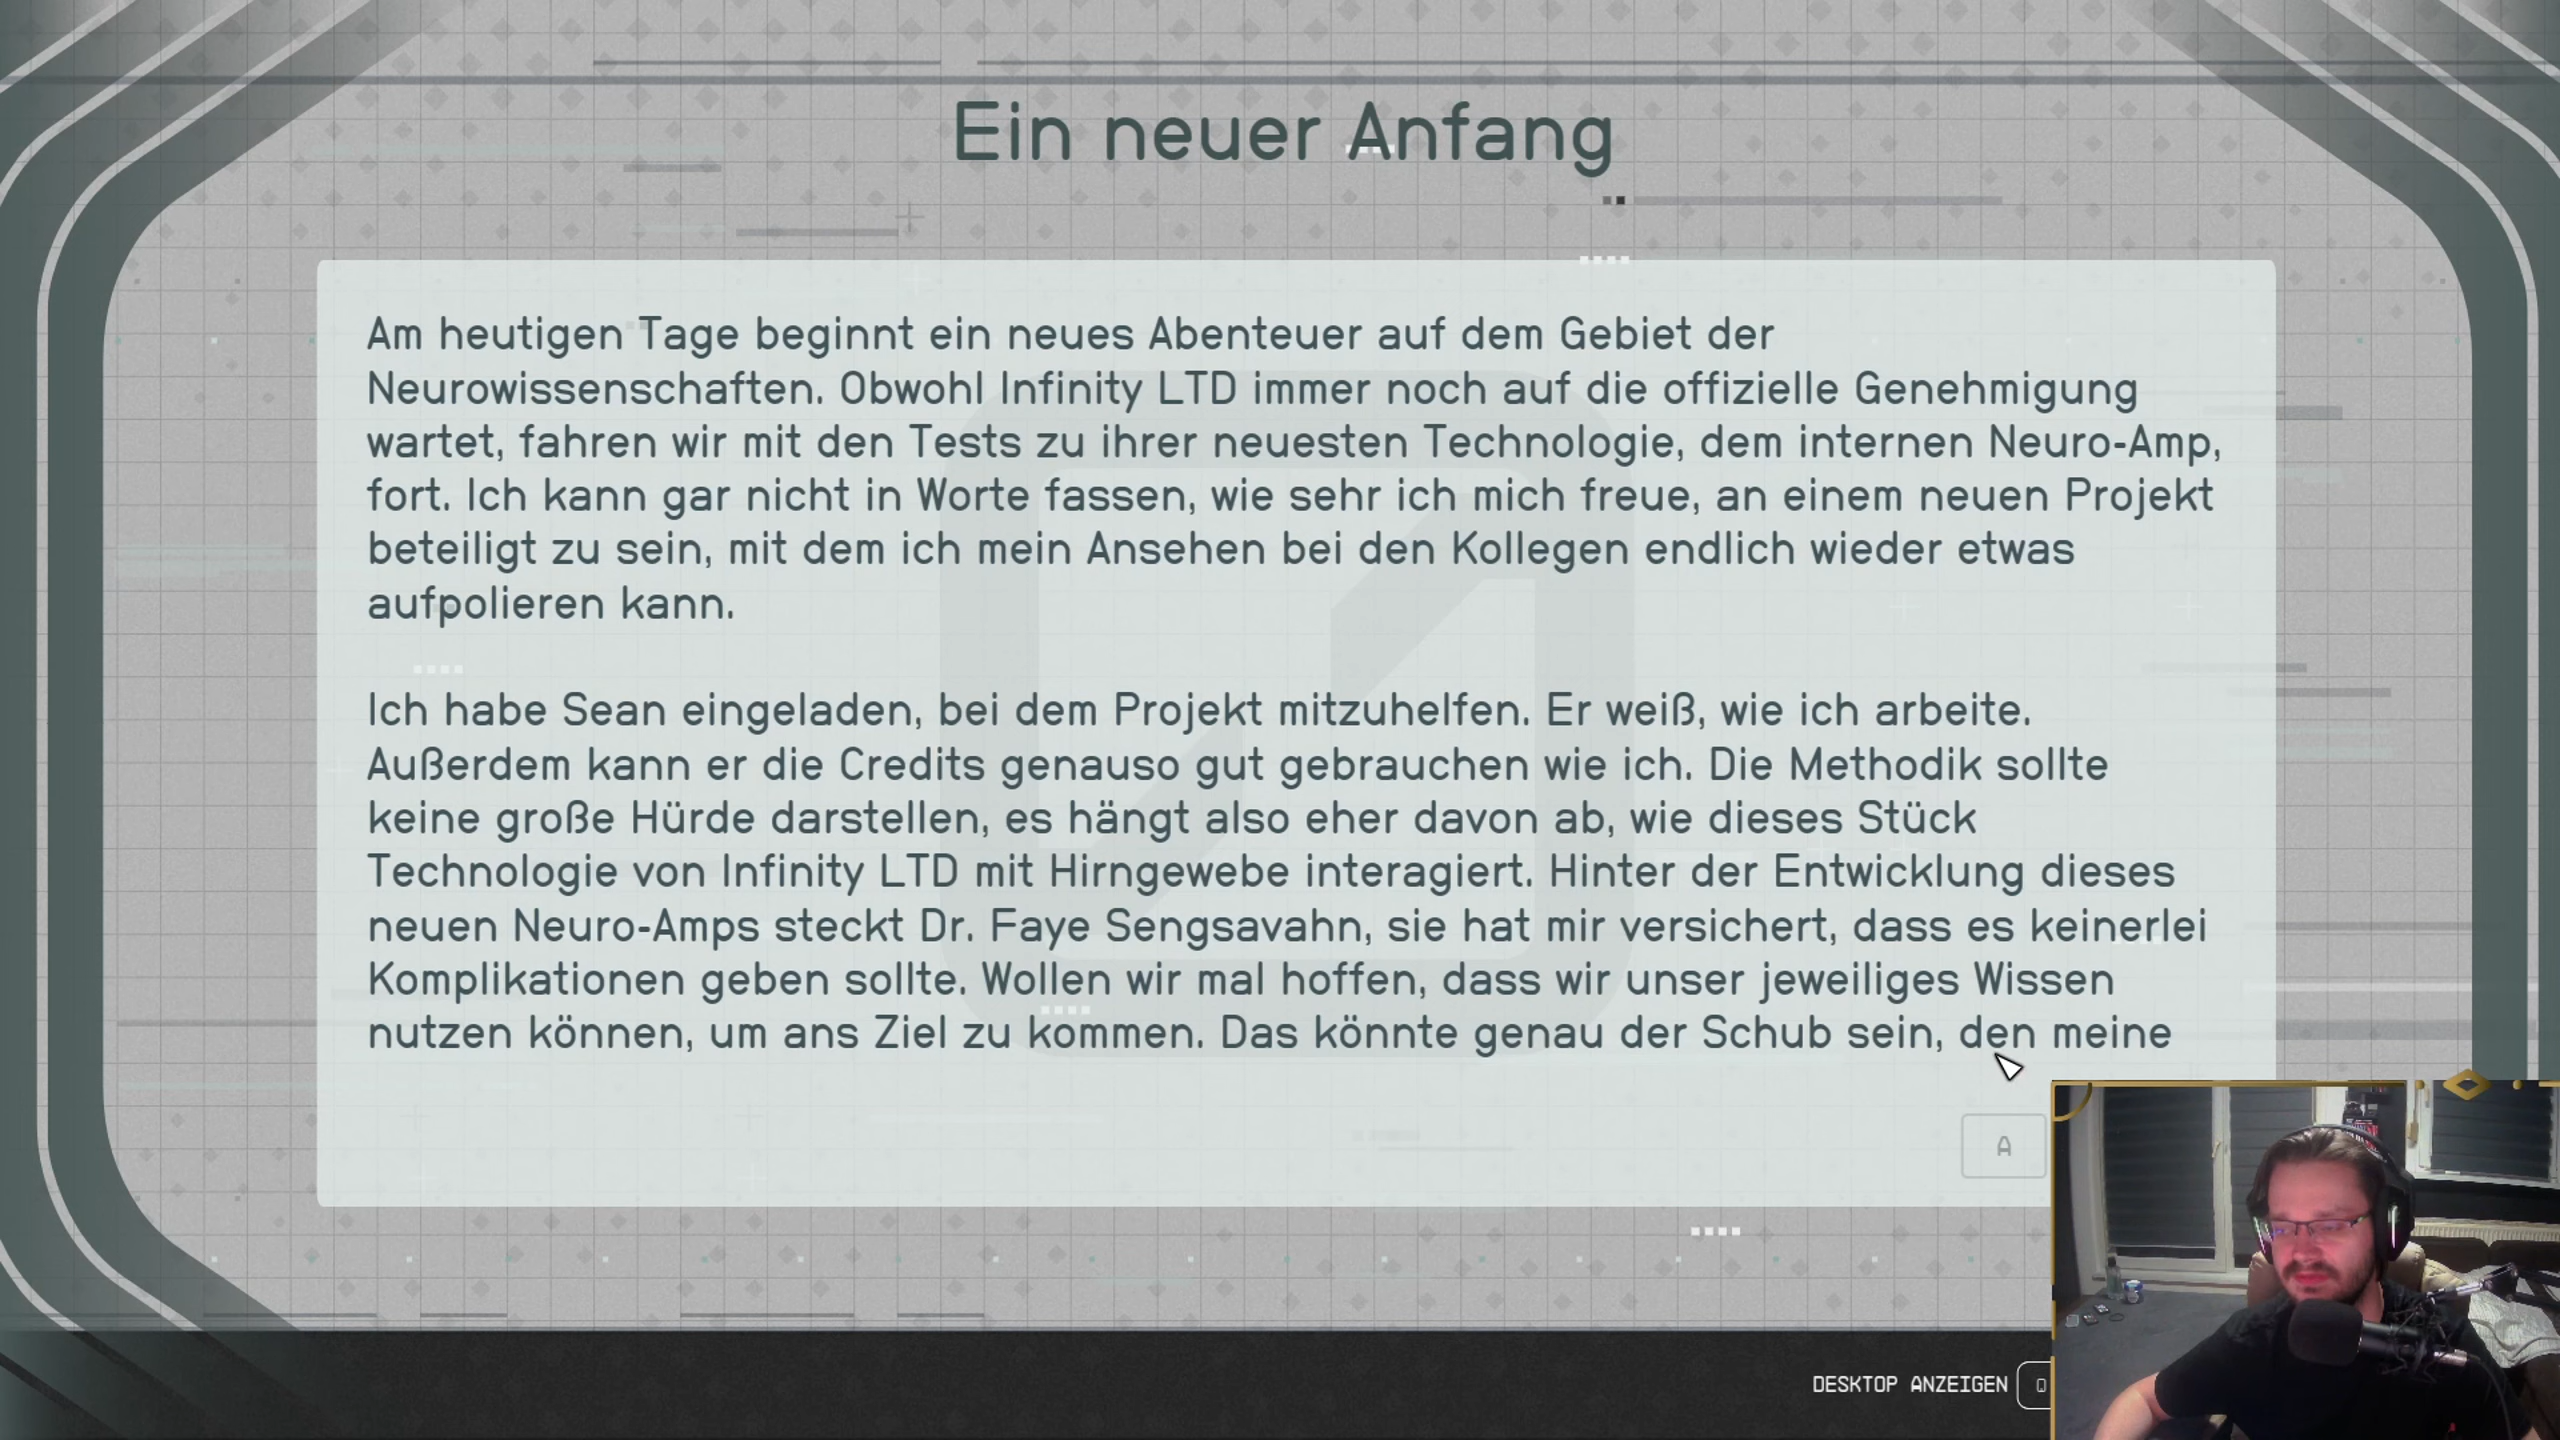 Ein neuer Anfang
Am heutigen Tage beginnt ein neues Abenteuer auf dem Gebiet der
Neurowissenschaften. Obwohl Infinity LTD immer noch auf die offizielle Genehmigung
wartet, fahren wir mit den Tests zu ihrer neuesten Technologie, dem internen Neuro-Amp,
fort. Ich kann gar nicht in Worte fassen, wie sehr ich mich freue, an einem neuen Projekt
beteiligt zu sein, mit dem ich mein Ansehen bei den Kollegen endlich wieder etwas
aufpolieren kann.
Ich habe Sean eingeladen, bei dem Projekt mitzuhelfen. Er weiß, wie ich arbeite.
Außerdem kann er die Credits genauso gut gebrauchen wie ich. Die Methodik sollte
keine große Hürde darstellen, es hängt also eher davon ab, wie dieses Stück
Technologie von Infinity LTD mit Hirngewebe interagiert. Hinter der Entwicklung dieses
neuen Neuro-Amps steckt Dr. Faye Sengsavahn, sie hat mir versichert, dass es keinerlei
Komplikationen geben sollte. Wollen wir mal hoffen, dass wir unser jeweiliges Wissen
nutzen können, um ans Ziel zu kommen. Das könnte genau der Schub sein, den meine
A
DESKTOP ANZEIGEN